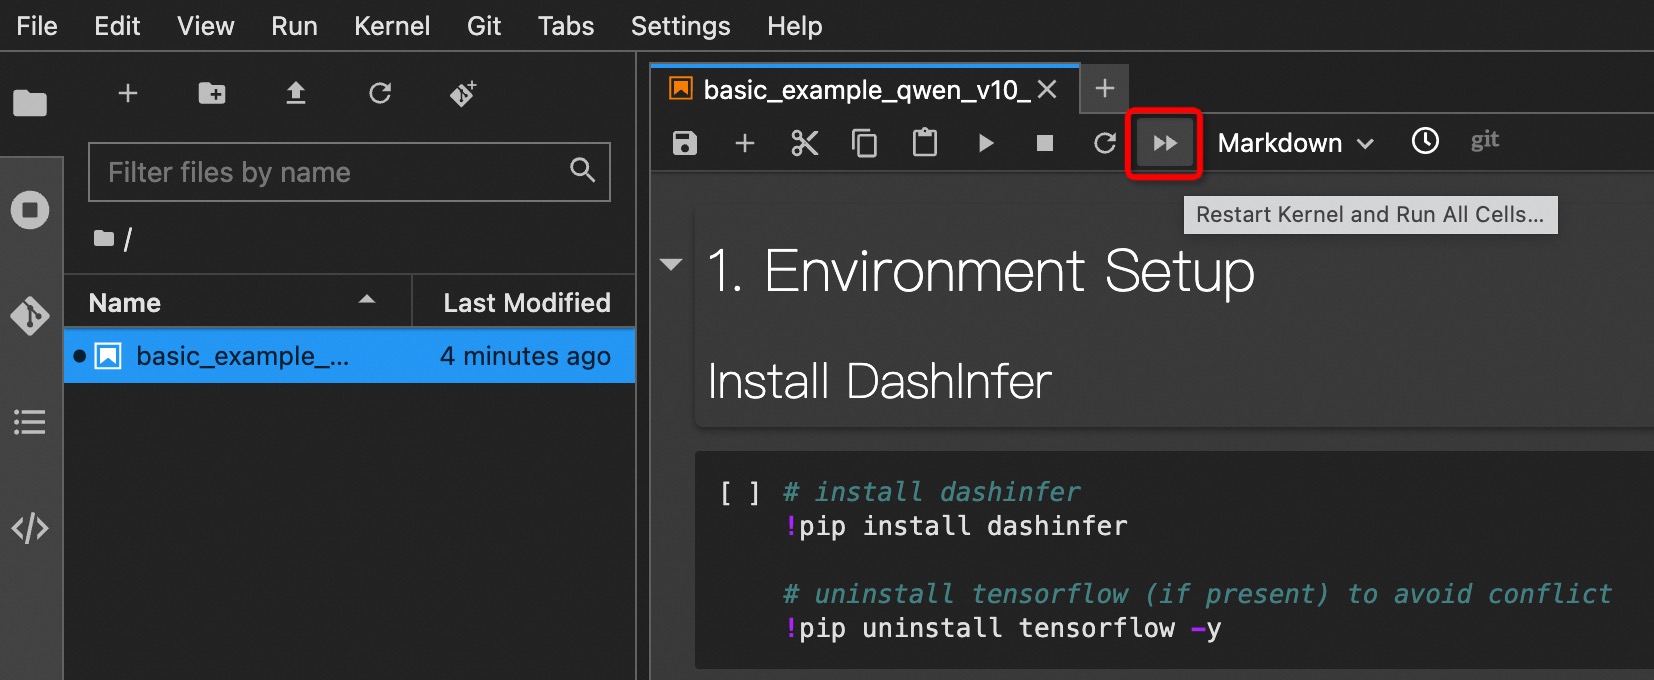 File Edit View Run Kernel Git Tabs Settings Help
basic_example_qwen_v10_
Filter files by name
Markdown
git
Restart Kernel and Run All Cells...
/
Name Last Modified
basic_example_... 4 minutes ago
1. Environment Setup
Install DashInfer
[ ] # install dashinfer
!pip install dashinfer
# uninstall tensorflow (if present) to avoid conflict
!pip uninstall tensorflow -y